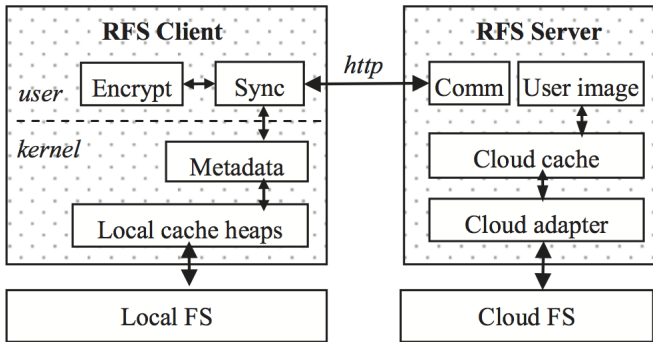 RFS Client
Encrypt
Sync
user
kernel
Metadata
Local cache heaps
Local FS
http
RFS Server
Comm
User image
Cloud cache
Cloud adapter
Cloud FS